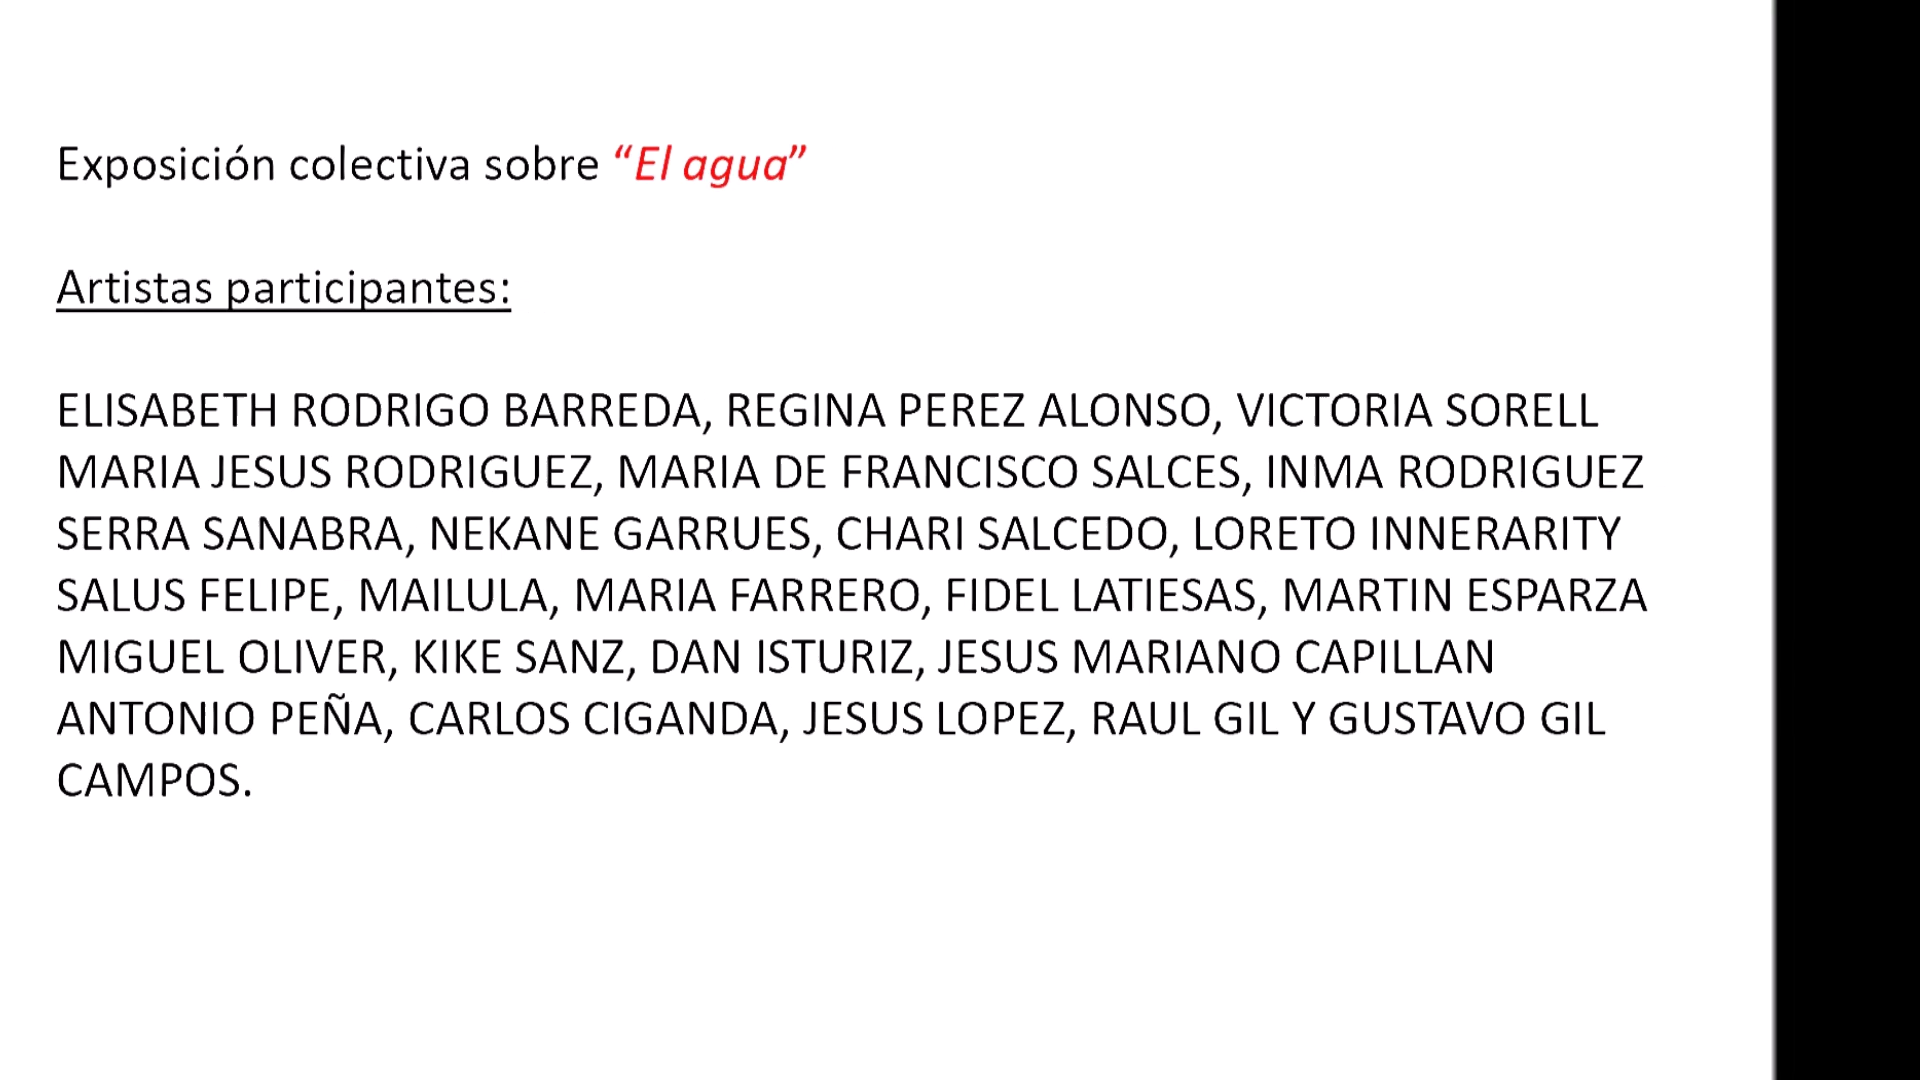 Exposición colectiva sobre “El agua”
Artistas participantes:
ELISABETH RODRIGO BARREDA, REGINA PEREZ ALONSO, VICTORIA SORELL
MARIA JESUS RODRIGUEZ, MARIA DE FRANCISCO SALCES, INMA RODRIGUEZ
SERRA SANABRA, NEKANE GARRUES, CHARI SALCEDO, LORETO INNERARITY
SALUS FELIPE, MAILULA, MARIA FARRERO, FIDEL LATIESAS, MARTIN ESPARZA
MIGUEL OLIVER, KIKE SANZ, DAN ISTURIZ, JESUS MARIANO CAPILLAN
ANTONIO PEÑA, CARLOS CIGANDA, JESUS LOPEZ, RAUL GIL Y GUSTAVO GIL
CAMPOS.